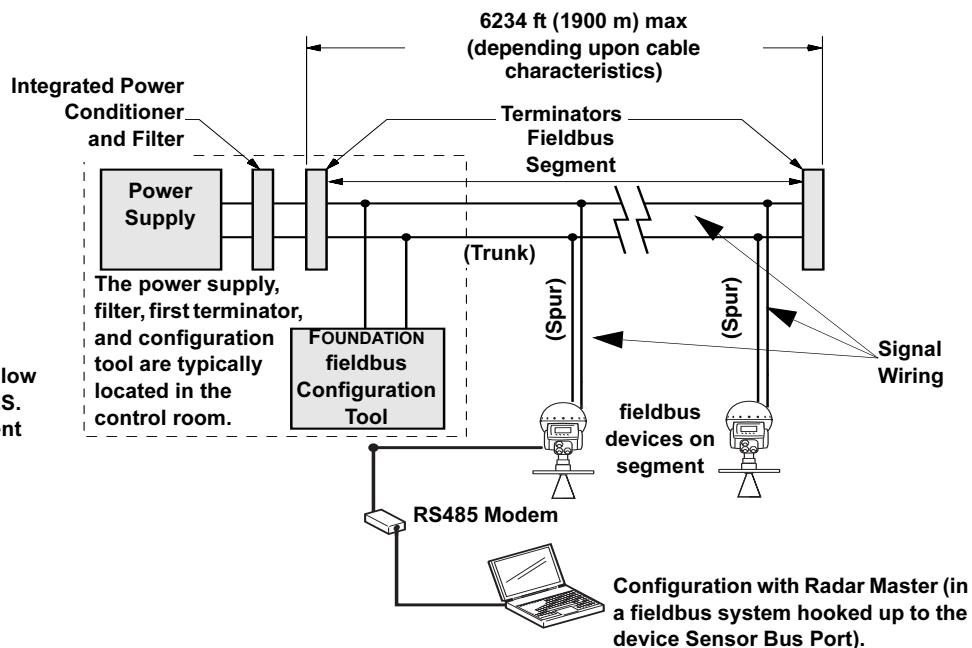 6234 ft (1900 m) max
(depending upon cable
characteristics)
Integrated Power
Conditioner
and Filter
Terminators
Fieldbus
Segment
Power
Supply
(Trunk)
The power supply,
filter, first terminator,
and configuration
tool are typically
located in the
control room.
FOUNDATION
fieldbus
Configuration
Tool
(Spur)
(Spur)
Signal
Wiring
low
S.
ent
fieldbus
devices on
segment
RS485 Modem
Configuration with Radar Master (in
a fieldbus system hooked up to the
device Sensor Bus Port).